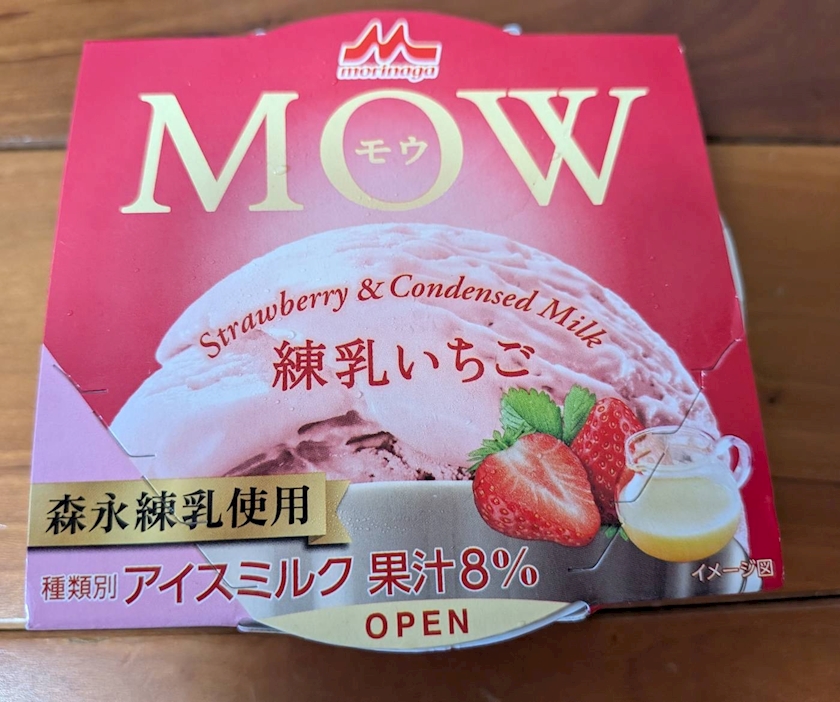 morinaga
MOW
モウ
Strawberry & Condensed Milk
練乳いちご
森永練乳使用
種類別 アイスミルク 果汁8%
イメージ図
OPEN